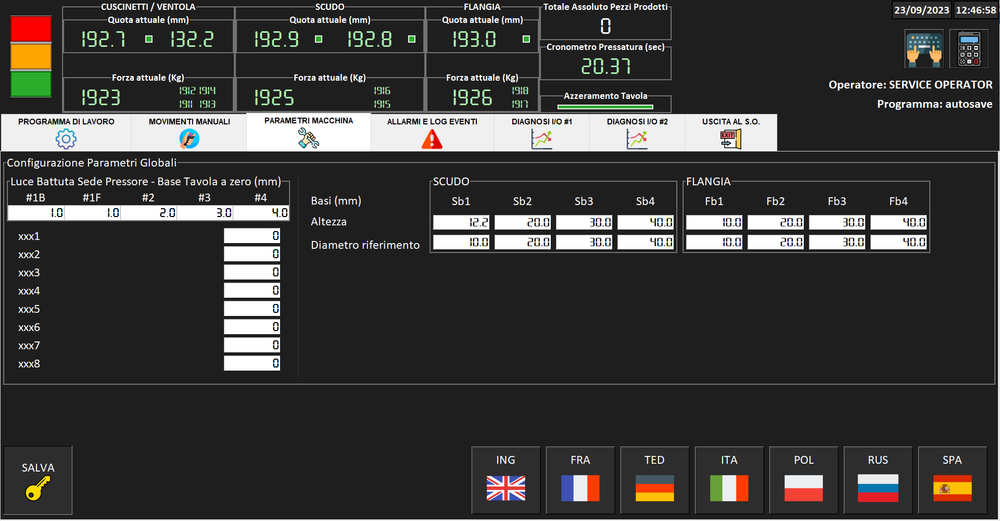 CUSCINETTI / VENTOLA
Quota attuale (mm)
192.7 132.2
Forza attuale (Kg)
1923
1912 1914
1911 1913
SCUDO
Quota attuale (mm)
192.9 192.8
Forza attuale (Kg)
1925
1916
1915
FLANGIA
Quota attuale (mm)
193.0
Forza attuale (Kg)
1926
1918
1917
Totale Assoluto Pezzi Prodotti
0
Cronometro Pressatura (sec)
20.37
Azzeramento Tavola
23/09/2023 12:46:58
Operatore: SERVICE OPERATOR
Programma: autosave
PROGRAMMA DI LAVORO
MOVIMENTI MANUALI
PARAMETRI MACCHINA
ALLARMI E LOG EVENTI
DIAGNOSI I/O #1
DIAGNOSI I/O #2
USCITA AL S.O.
EXIT
Configurazione Parametri Globali
Luce Battuta Sede Pressore - Base Tavola a zero (mm)
#1B #1F #2 #3 #4
1.0 1.0 2.0 3.0 4.0
xxx1 0
xxx2 0
xxx3 0
xxx4 0
xxx5 0
xxx6 0
xxx7 0
xxx8 0
SCUDO FLANGIA
Basi (mm) Sb1 Sb2 Sb3 Sb4 Fb1 Fb2 Fb3 Fb4
Altezza 12.2 20.0 30.0 40.0 10.0 20.0 30.0 40.0
Diametro riferimento 10.0 20.0 30.0 40.0 10.0 20.0 30.0 40.0
SALVA
ING
FRA
TED
ITA
POL
RUS
SPA